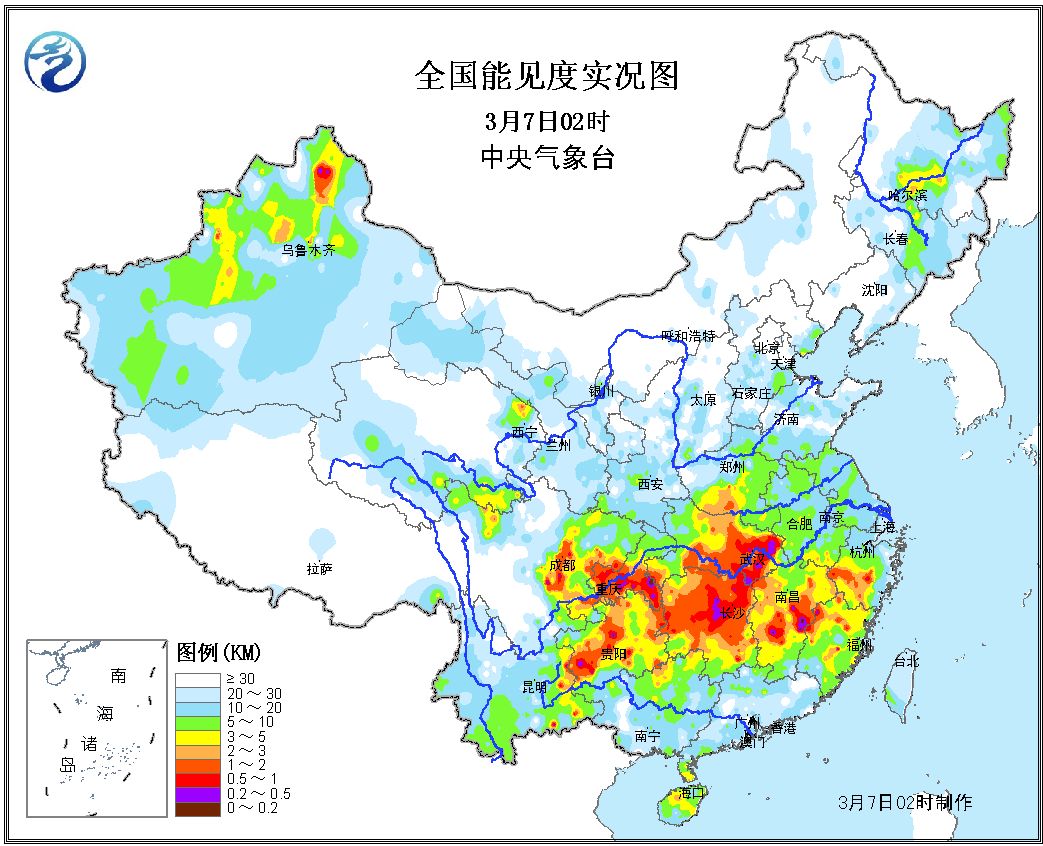 全国能见度实况图
3月7日02时
中央气象台
哈尔滨
长春
乌鲁木齐
沈阳
呼和浩特
北京
天津
银川
太原
石家庄
济南
西宁
兰州
郑州
西安
合肥
南京
上海
杭州
武汉
成都
拉萨
重庆
南昌
长沙
福州
贵阳
台北
昆明
广州
香港
澳门
南宁
海口
南
海
诸
岛
图例(KM)
≥30
20～30
10～20
5～10
3～5
2～3
1～2
0.5～1
0.2～0.5
0～0.2
3月7日02时制作